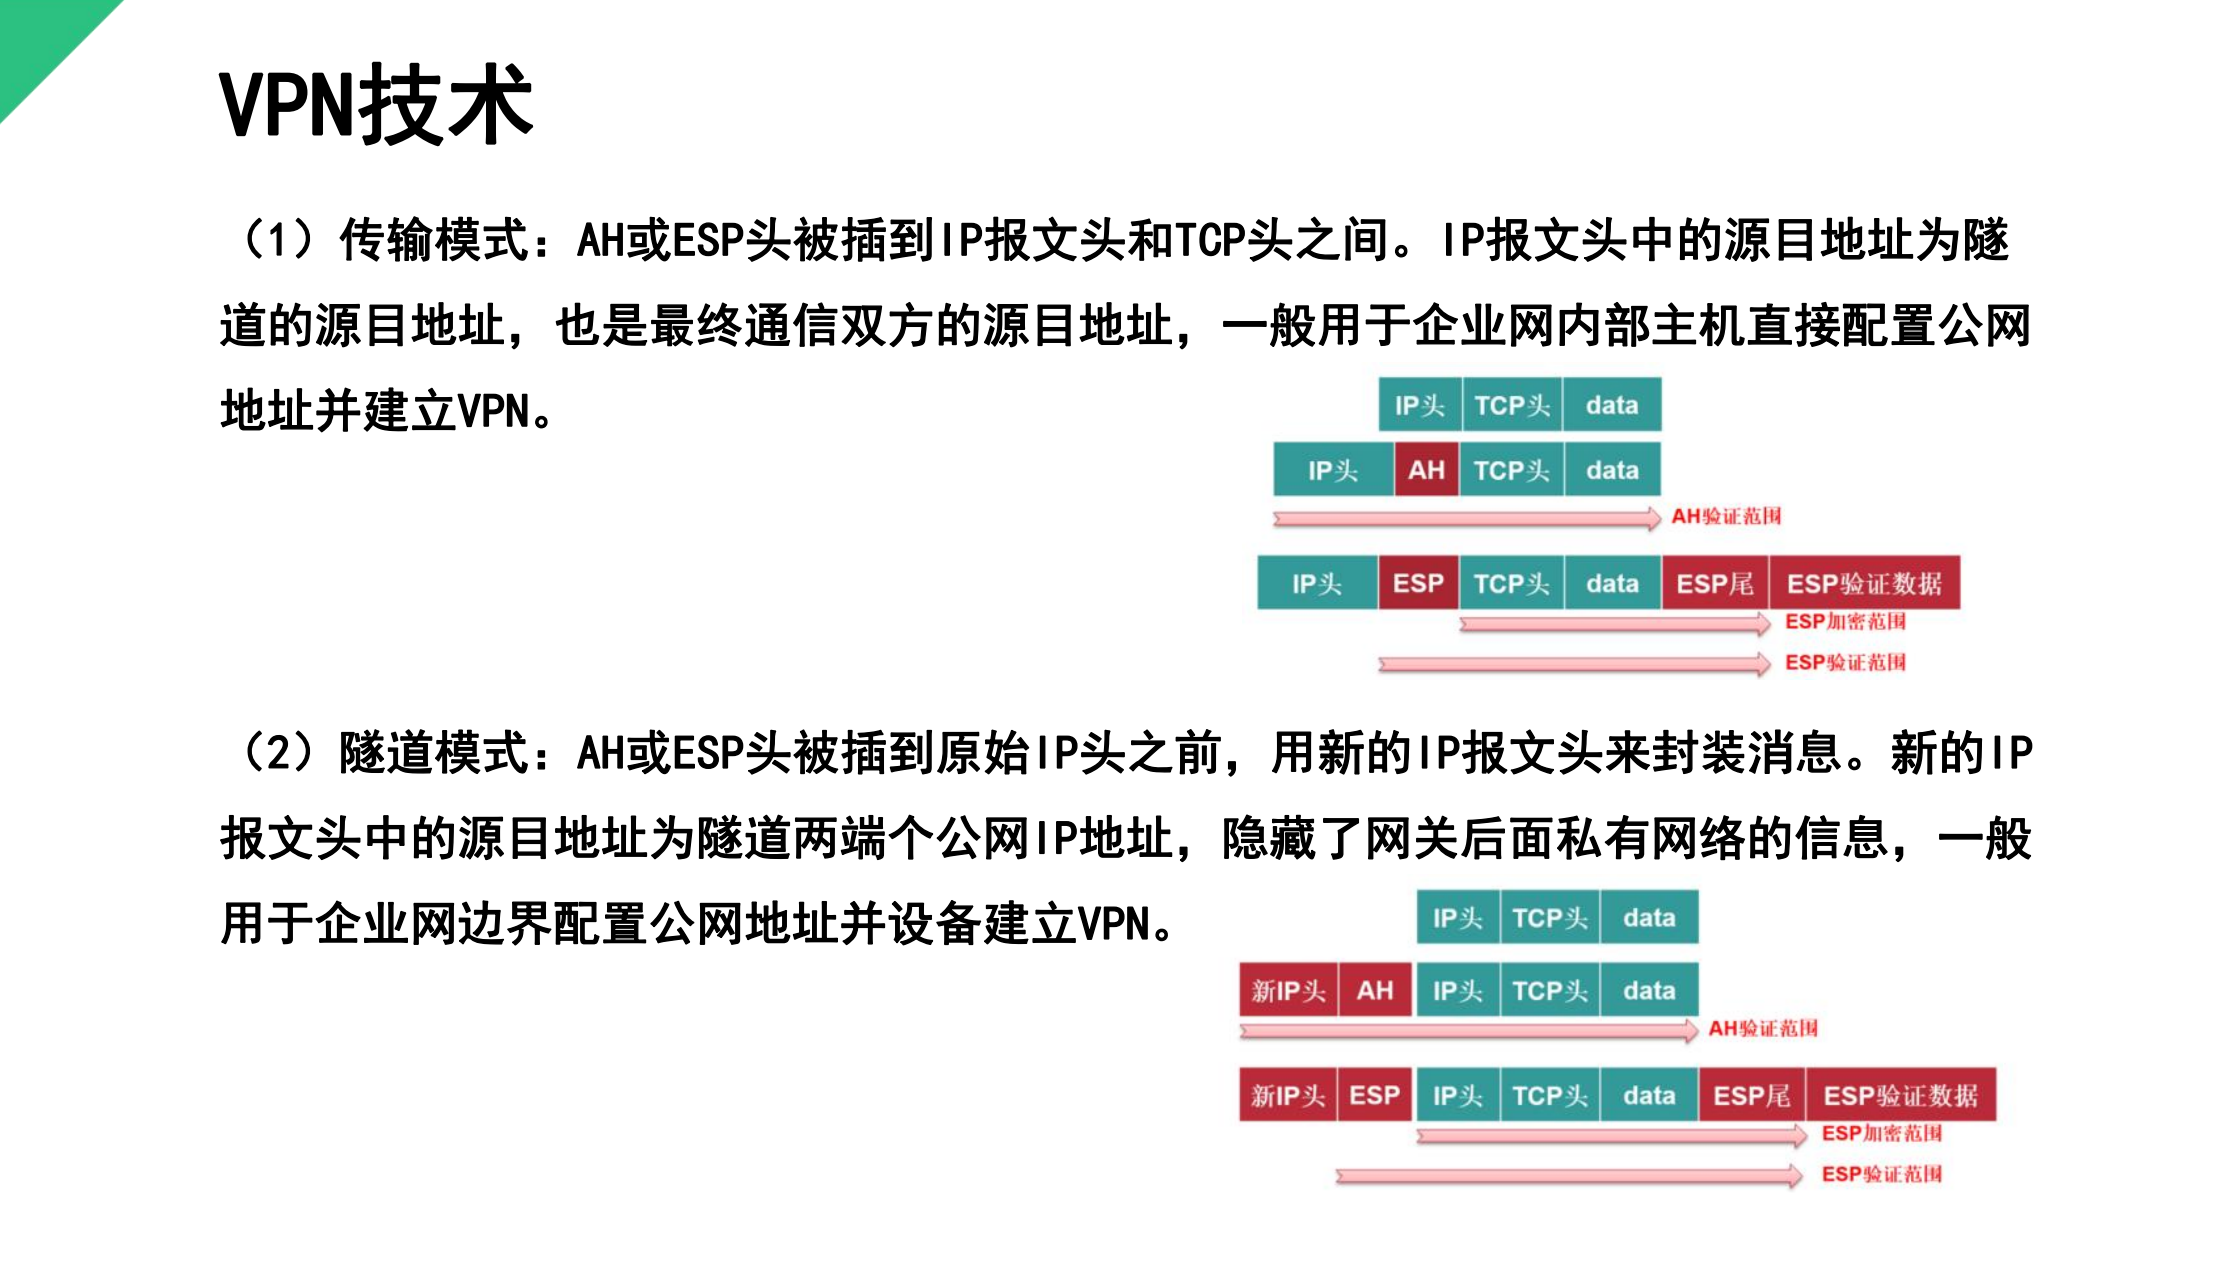 VPN技术
（1）传输模式：AH或ESP头被插到IP报文头和TCP头之间。IP报文头中的源目地址为隧
道的源目地址，也是最终通信双方的源目地址，一般用于企业网内部主机直接配置公网
地址并建立VPN。
IP头 TCP头 data
IP头 AH TCP头 data
AH验证范围
IP头 ESP TCP头 data ESP尾 ESP验证数据
ESP加密范围
ESP验证范围
（2）隧道模式：AH或ESP头被插到原始IP头之前，用新的IP报文头来封装消息。新的IP
报文头中的源目地址为隧道两端个公网IP地址，隐藏了网关后面私有网络的信息，一般
用于企业网边界配置公网地址并设备建立VPN。
IP头 TCP头 data
新IP头 AH IP头 TCP头 data
AH验证范围
新IP头 ESP IP头 TCP头 data ESP尾 ESP验证数据
ESP加密范围
ESP验证范围